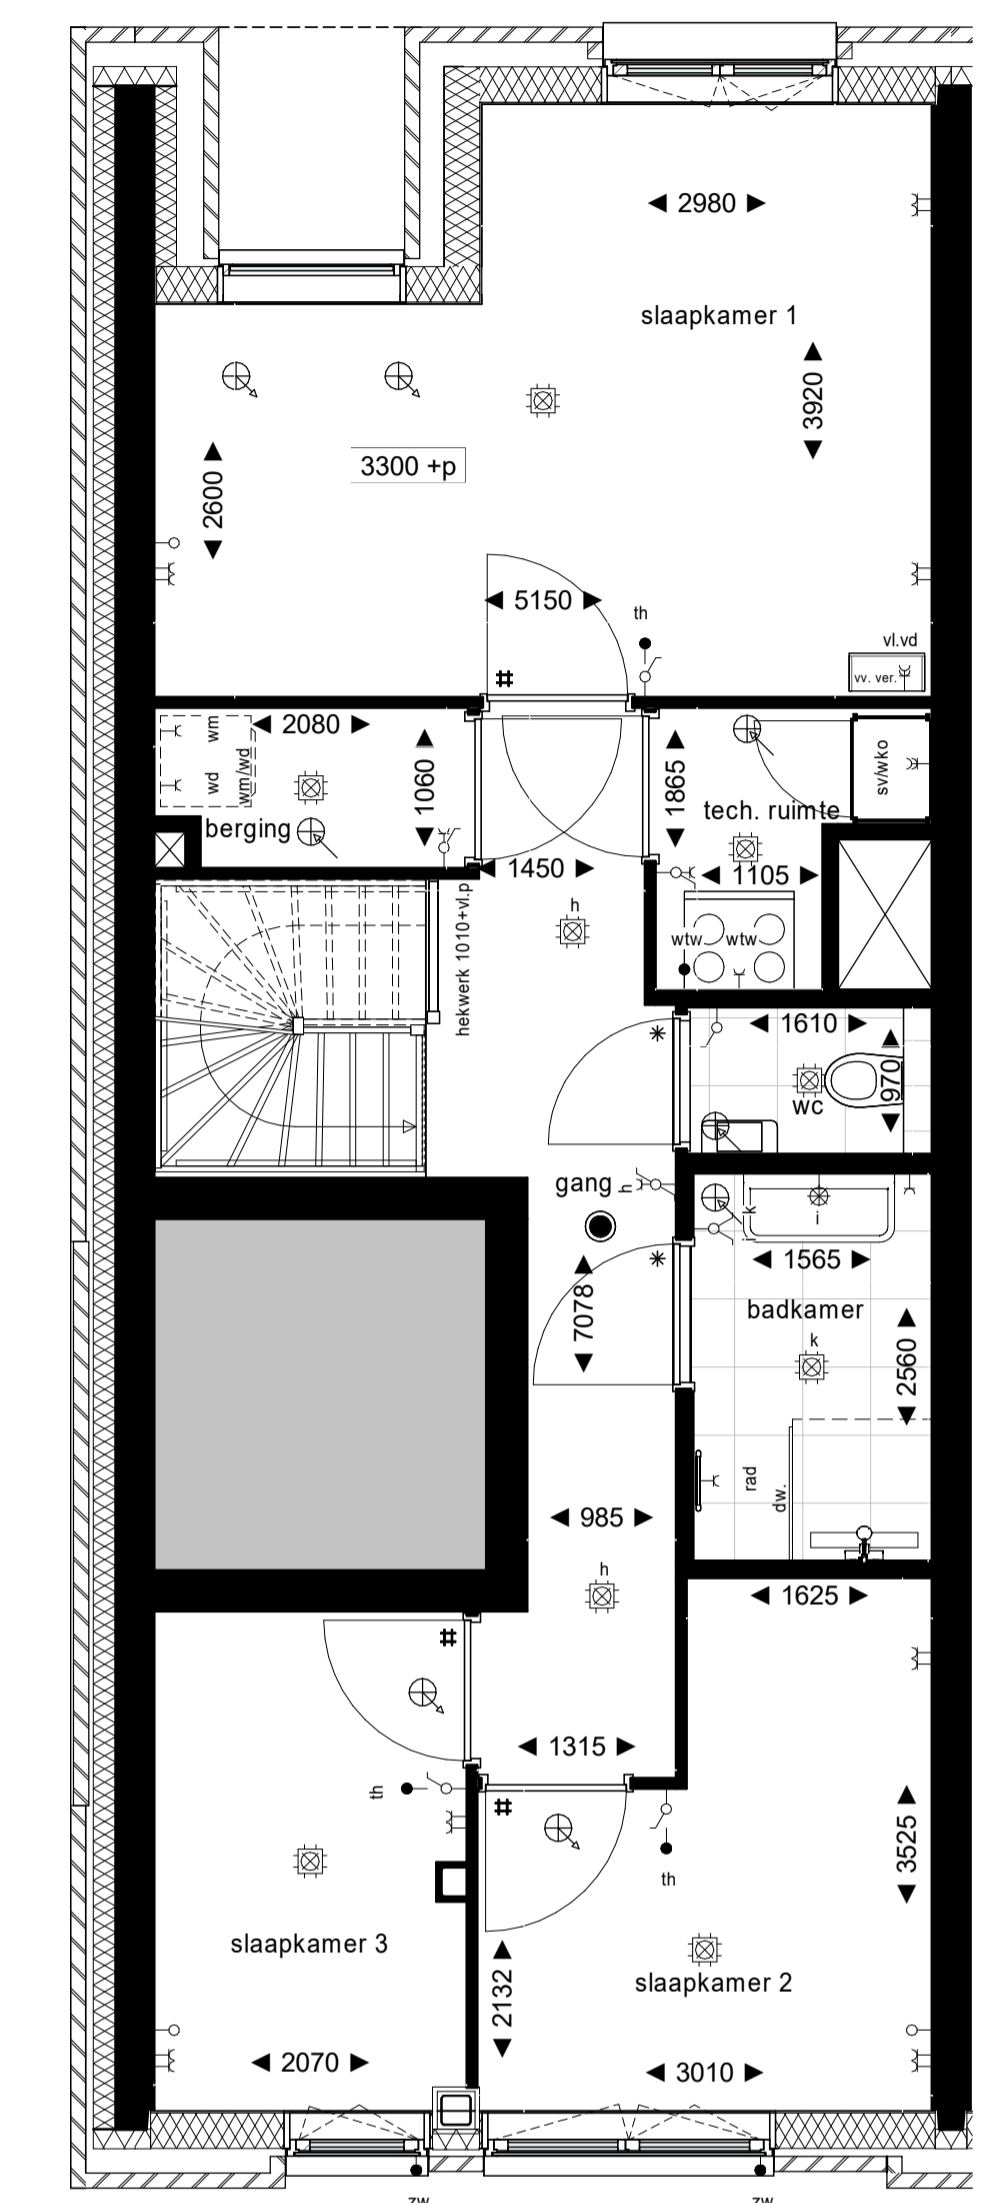 2980
slaapkamer 1
3920
3300 +p
2600
5150
th
vl.vd
vv. ver.
#
2080
wm
wd
wm/wd
1060
berging
1865
tech. ruimte
sv/wko
1450
1105
h
wtw wtw
hekwerk 1010+vl.p
1610
*
970
wc
gang
h
k
i
i
*
1565
7078
badkamer
k
2560
rad
dw.
985
h
1625
#
1315
th
#
3525
th
slaapkamer 3
slaapkamer 2
2132
2070
3010
zw
zw